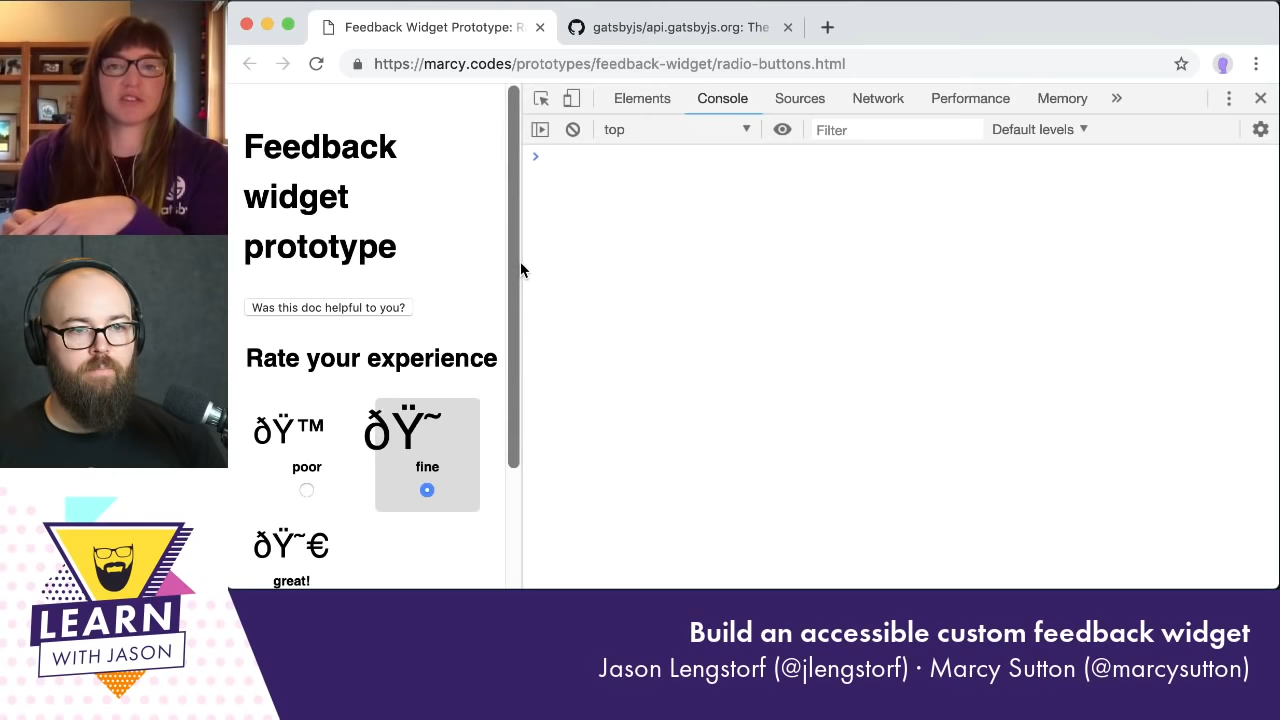 Feedback Widget Prototype: R
gatsbyjs/api.gatsbyjs.org: The
https://marcy.codes/prototypes/feedback-widget/radio-buttons.html
Elements Console Sources Network Performance Memory
top Filter Default levels
Feedback
widget
prototype
Was this doc helpful to you?
Rate your experience
ðŸ™ ðŸ˜
poor fine
ðŸ˜€
great!
LEARN
WITH JASON
Build an accessible custom feedback widget
Jason Lengstorf (@jlengstorf) · Marcy Sutton (@marcysutton)